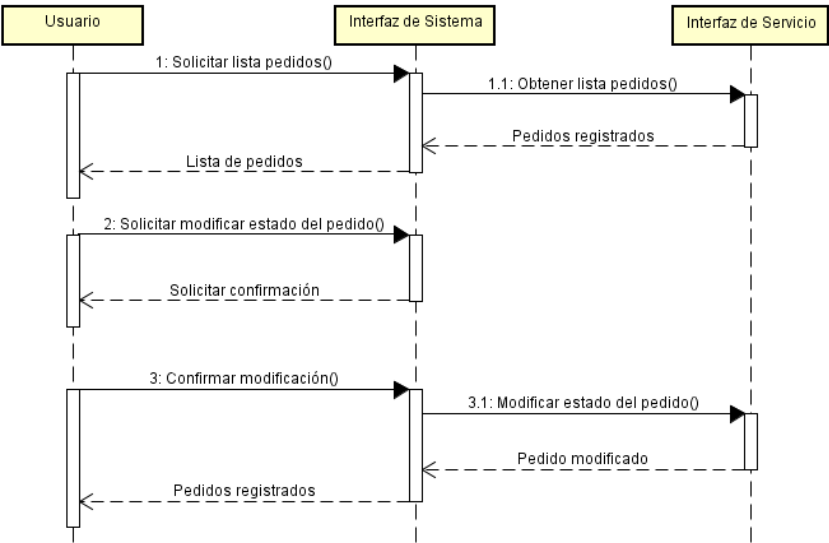 Usuario
Interfaz de Sistema
Interfaz de Servicio
1: Solicitar lista pedidos()
1.1: Obtener lista pedidos()
Pedidos registrados
Lista de pedidos
2: Solicitar modificar estado del pedido()
Solicitar confirmación
3: Confirmar modificación()
3.1: Modificar estado del pedido()
Pedido modificado
Pedidos registrados